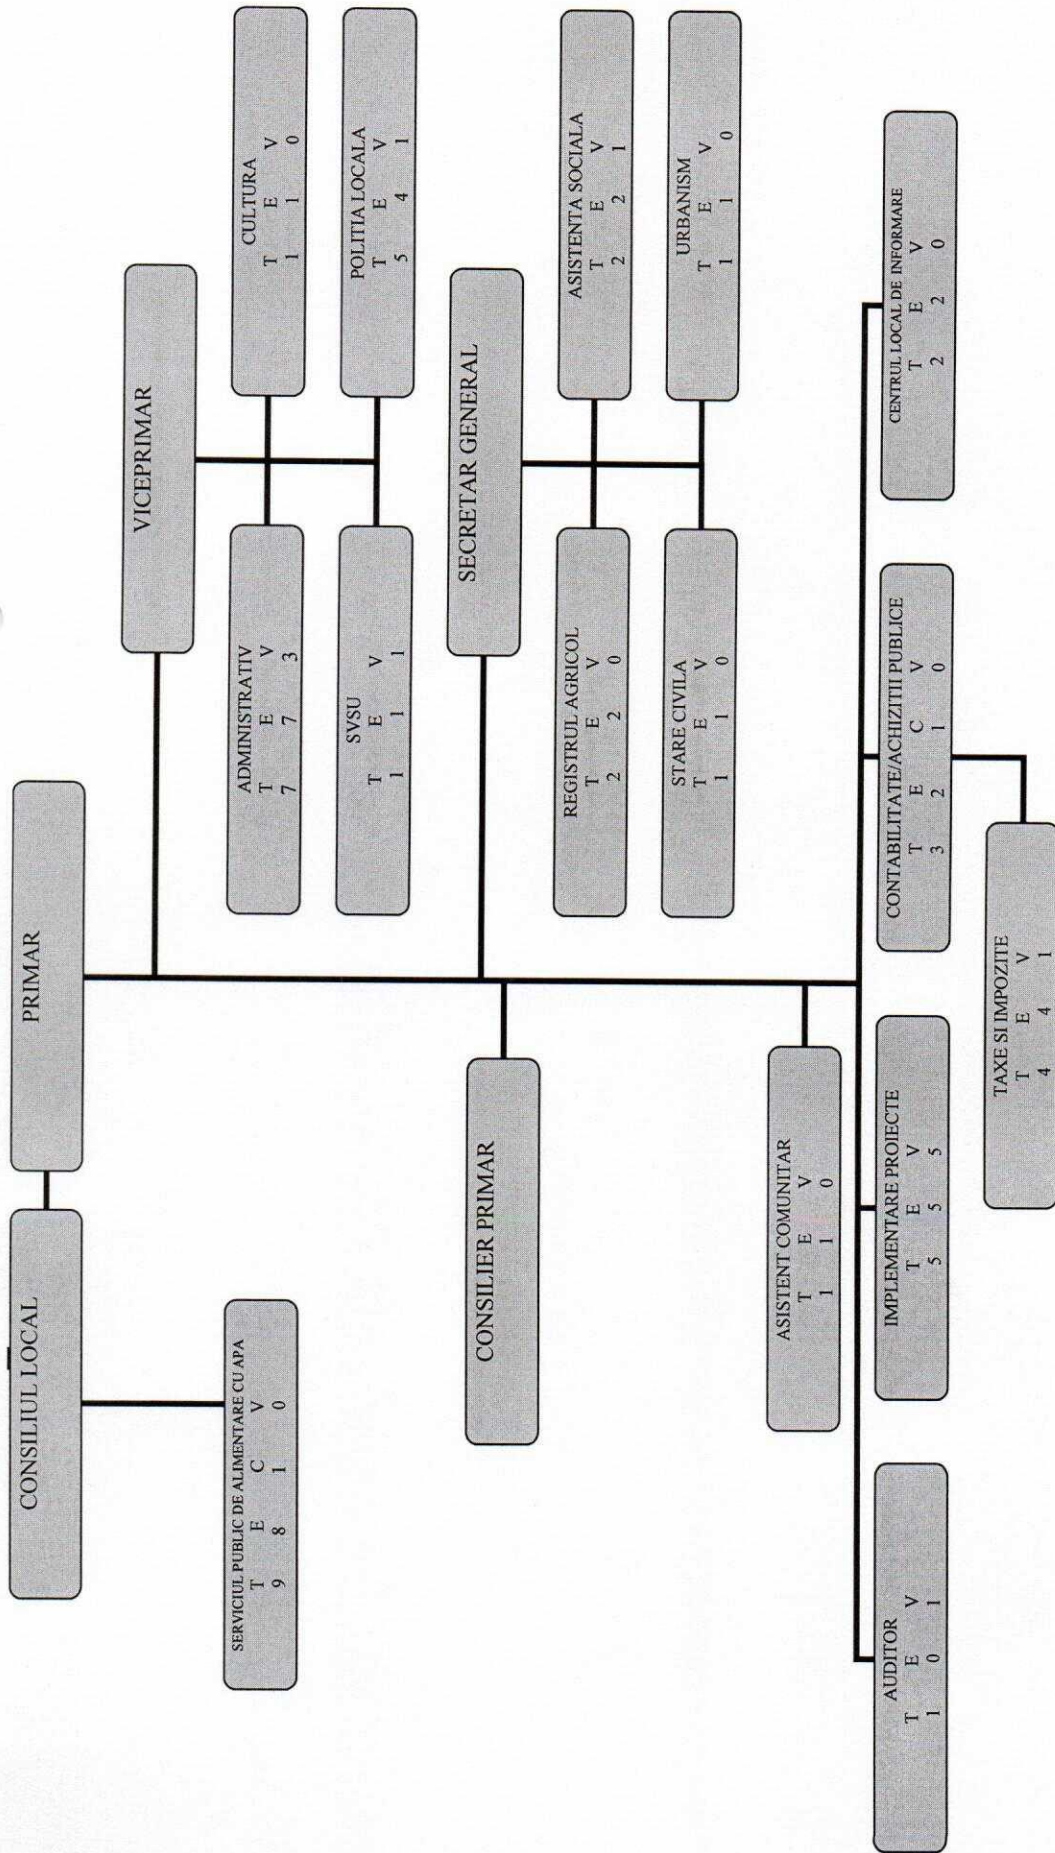 CONSILIUL LOCAL
PRIMAR
VICEPRIMAR
SERVICIUL PUBLIC DE ALIMENTARE CU APA
T E C V
9 8 1 0
ADMINISTRATIV
T E V
7 7 3
CULTURA
T E V
1 1 0
SVSU
T E V
1 1 1
POLITIA LOCALA
T E V
5 4 1
CONSILIER PRIMAR
SECRETAR GENERAL
REGISTRUL AGRICOL
T E V
2 2 0
ASISTENTA SOCIALA
T E V
2 2 1
STARE CIVILA
T E V
1 1 0
URBANISM
T E V
1 1 0
ASISTENT COMUNITAR
T E V
1 1 0
AUDITOR
T E V
1 0 1
IMPLEMENTARE PROIECTE
T E V
5 5 5
CONTABILITATE/ACHIZITII PUBLICE
T E C V
3 2 1 0
CENTRUL LOCAL DE INFORMARE
T E V
2 2 0
TAXE SI IMPOZITE
T E V
4 4 1